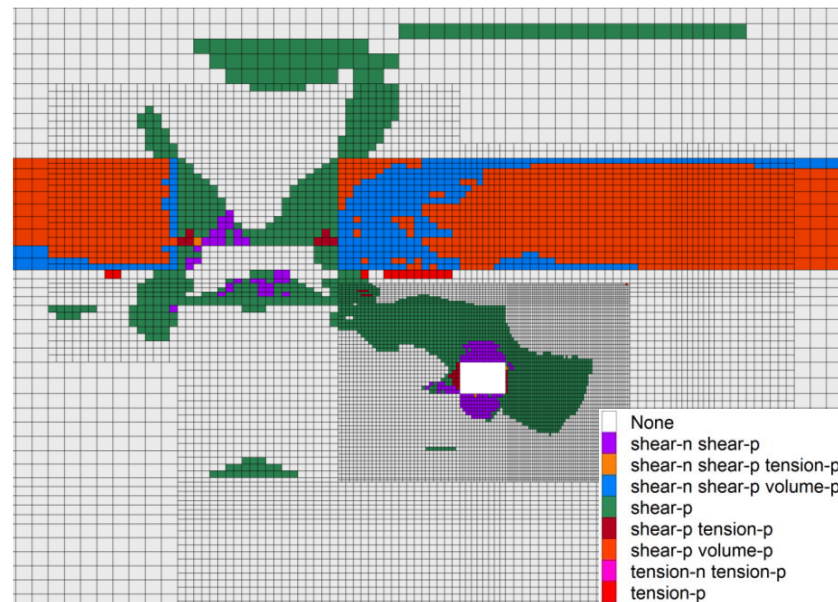 None
shear-n shear-p
shear-n shear-p tension-p
shear-n shear-p volume-p
shear-p
shear-p tension-p
shear-p volume-p
tension-n tension-p
tension-p